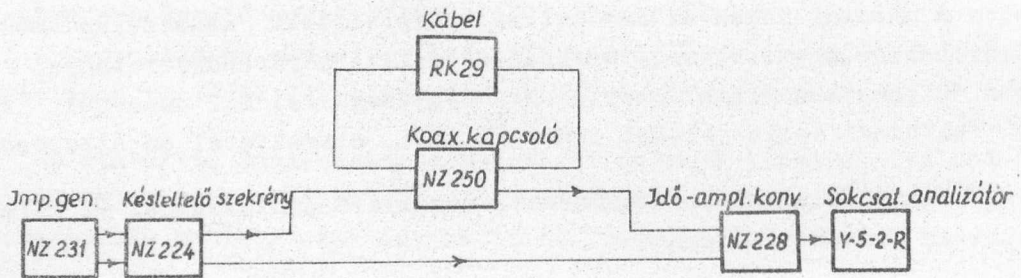 Kábel
RK29
Koax. kapcsoló
NZ 250
Jmp. gen.
Késleltető szekrény
Jdő-ampl. konv.
Sokcsat. analizátor
NZ 231
NZ 224
NZ 228
Y-5-2-R